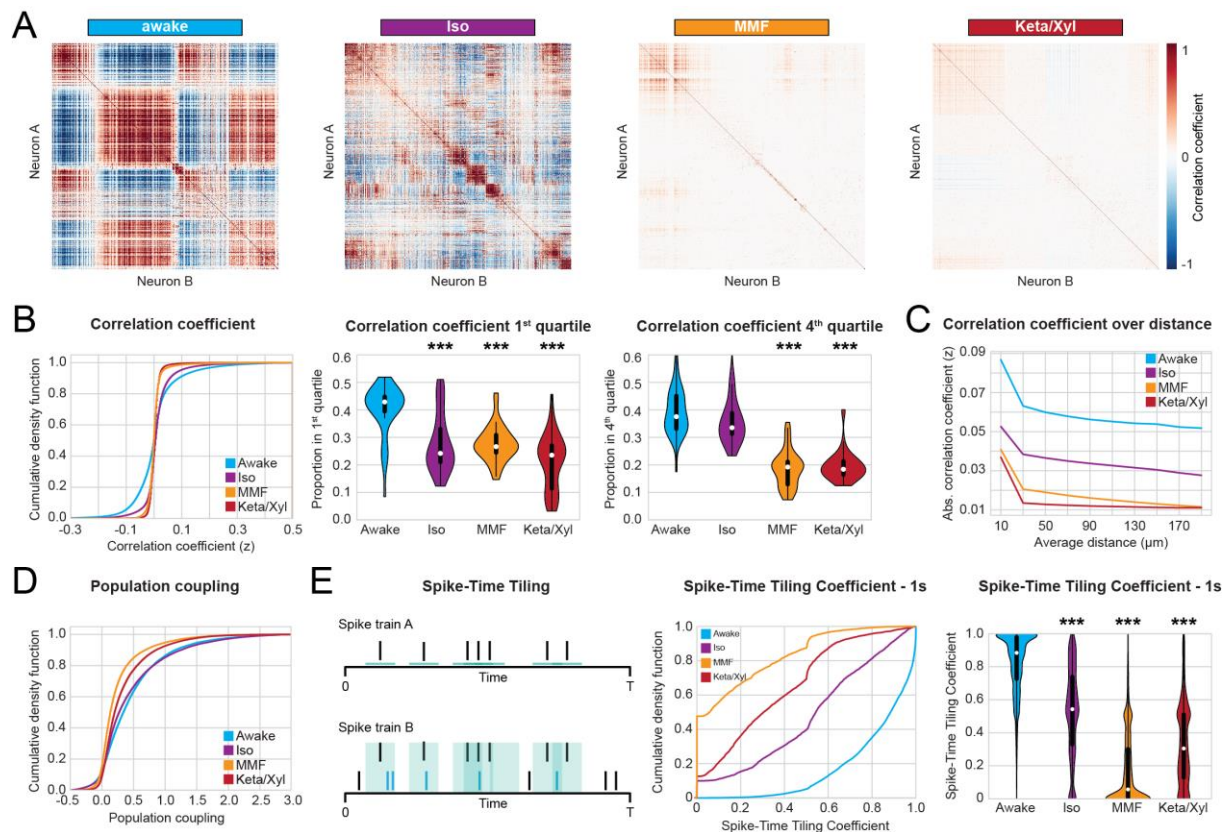 A
awake
Iso
MMF
Keta/Xyl
Neuron A
Neuron B
Neuron A
Neuron B
Neuron A
Neuron B
Neuron A
Neuron B
1
0
-1
Correlation coefficient
B
Correlation coefficient
Cumulative density function
1.0
0.8
0.6
0.4
0.2
0.0
-0.3
-0.1
0.1
0.3
0.5
Correlation coefficient (z)
Awake
Iso
MMF
Keta/Xyl
Correlation coefficient 1st quartile
*** *** ***
Proportion in 1st quartile
0.6
0.5
0.4
0.3
0.2
0.1
0.0
Awake Iso MMF Keta/Xyl
Correlation coefficient 4th quartile
*** ***
Proportion in 4th quartile
0.6
0.5
0.4
0.3
0.2
0.1
0.0
Awake Iso MMF Keta/Xyl
C
Correlation coefficient over distance
Abs. correlation coefficient (z)
0.09
0.07
0.05
0.03
0.01
10 50 90 130 170
Average distance (µm)
Awake
Iso
MMF
Keta/Xyl
D
Population coupling
Cumulative density function
1.0
0.8
0.6
0.4
0.2
0.0
-0.5 0.0 0.5 1.0 1.5 2.0 2.5 3.0
Population coupling
Awake
Iso
MMF
Keta/Xyl
E
Spike-Time Tiling
Spike train A
0 Time T
Spike train B
0 Time T
Spike-Time Tiling Coefficient - 1s
Cumulative density function
1.0
0.8
0.6
0.4
0.2
0.0
0 0.2 0.4 0.6 0.8 1.0
Spike-Time Tiling Coefficient
Awake
Iso
MMF
Keta/Xyl
Spike-Time Tiling Coefficient - 1s
*** *** ***
Spike-Time Tiling Coefficient
1.0
0.8
0.6
0.4
0.2
0
Awake Iso MMF Keta/Xyl